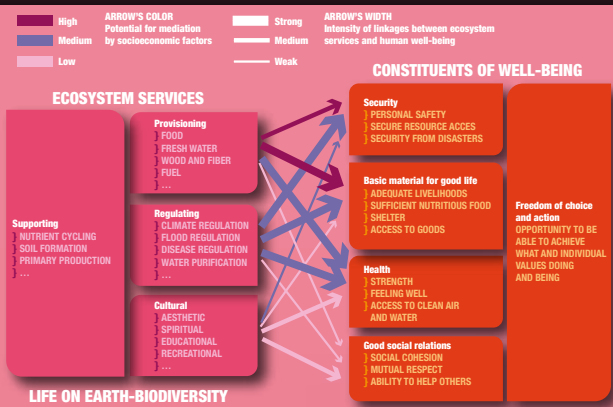 High
Medium
Low
ARROW'S COLOR
Potential for mediation
by socioeconomic factors
Strong
Medium
Weak
ARROW'S WIDTH
Intensity of linkages between ecosystem
services and human well-being
ECOSYSTEM SERVICES
CONSTITUENTS OF WELL-BEING
Supporting
NUTRIENT CYCLING
SOIL FORMATION
PRIMARY PRODUCTION
...
Provisioning
FOOD
FRESH WATER
WOOD AND FIBER
FUEL
...
Regulating
CLIMATE REGULATION
FLOOD REGULATION
DISEASE REGULATION
WATER PURIFICATION
...
Cultural
AESTHETIC
SPIRITUAL
EDUCATIONAL
RECREATIONAL
...
Security
PERSONAL SAFETY
SECURE RESOURCE ACCES
SECURITY FROM DISASTERS
Basic material for good life
ADEQUATE LIVELIHOODS
SUFFICIENT NUTRITIOUS FOOD
SHELTER
ACCESS TO GOODS
Health
STRENGTH
FEELING WELL
ACCESS TO CLEAN AIR
AND WATER
Good social relations
SOCIAL COHESION
MUTUAL RESPECT
ABILITY TO HELP OTHERS
Freedom of choice
and action
OPPORTUNITY TO BE
ABLE TO ACHIEVE
WHAT AND INDIVIDUAL
VALUES DOING
AND BEING
LIFE ON EARTH-BIODIVERSITY